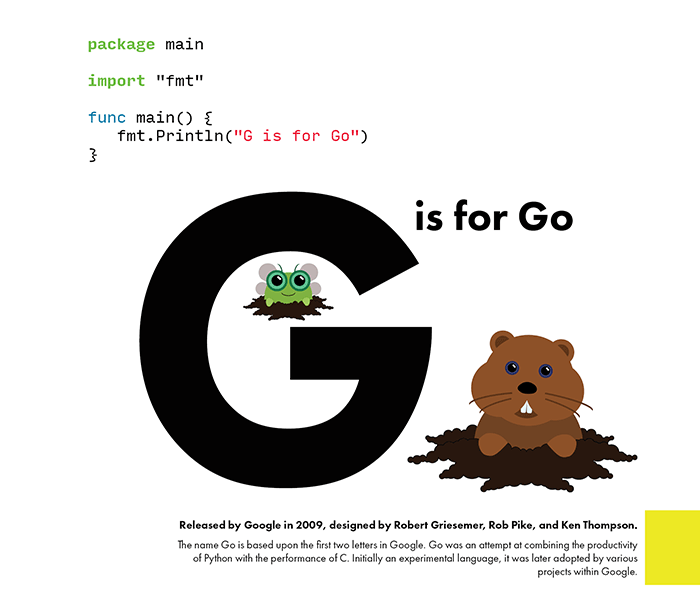 package main
import "fmt"
func main() {
fmt.Println("G is for Go")
}
G is for Go
Released by Google in 2009, designed by Robert Griesemer, Rob Pike, and Ken Thompson.
The name Go is based upon the first two letters in Google. Go was an attempt at combining the productivity
of Python with the performance of C. Initially an experimental language, it was later adopted by various
projects within Google.